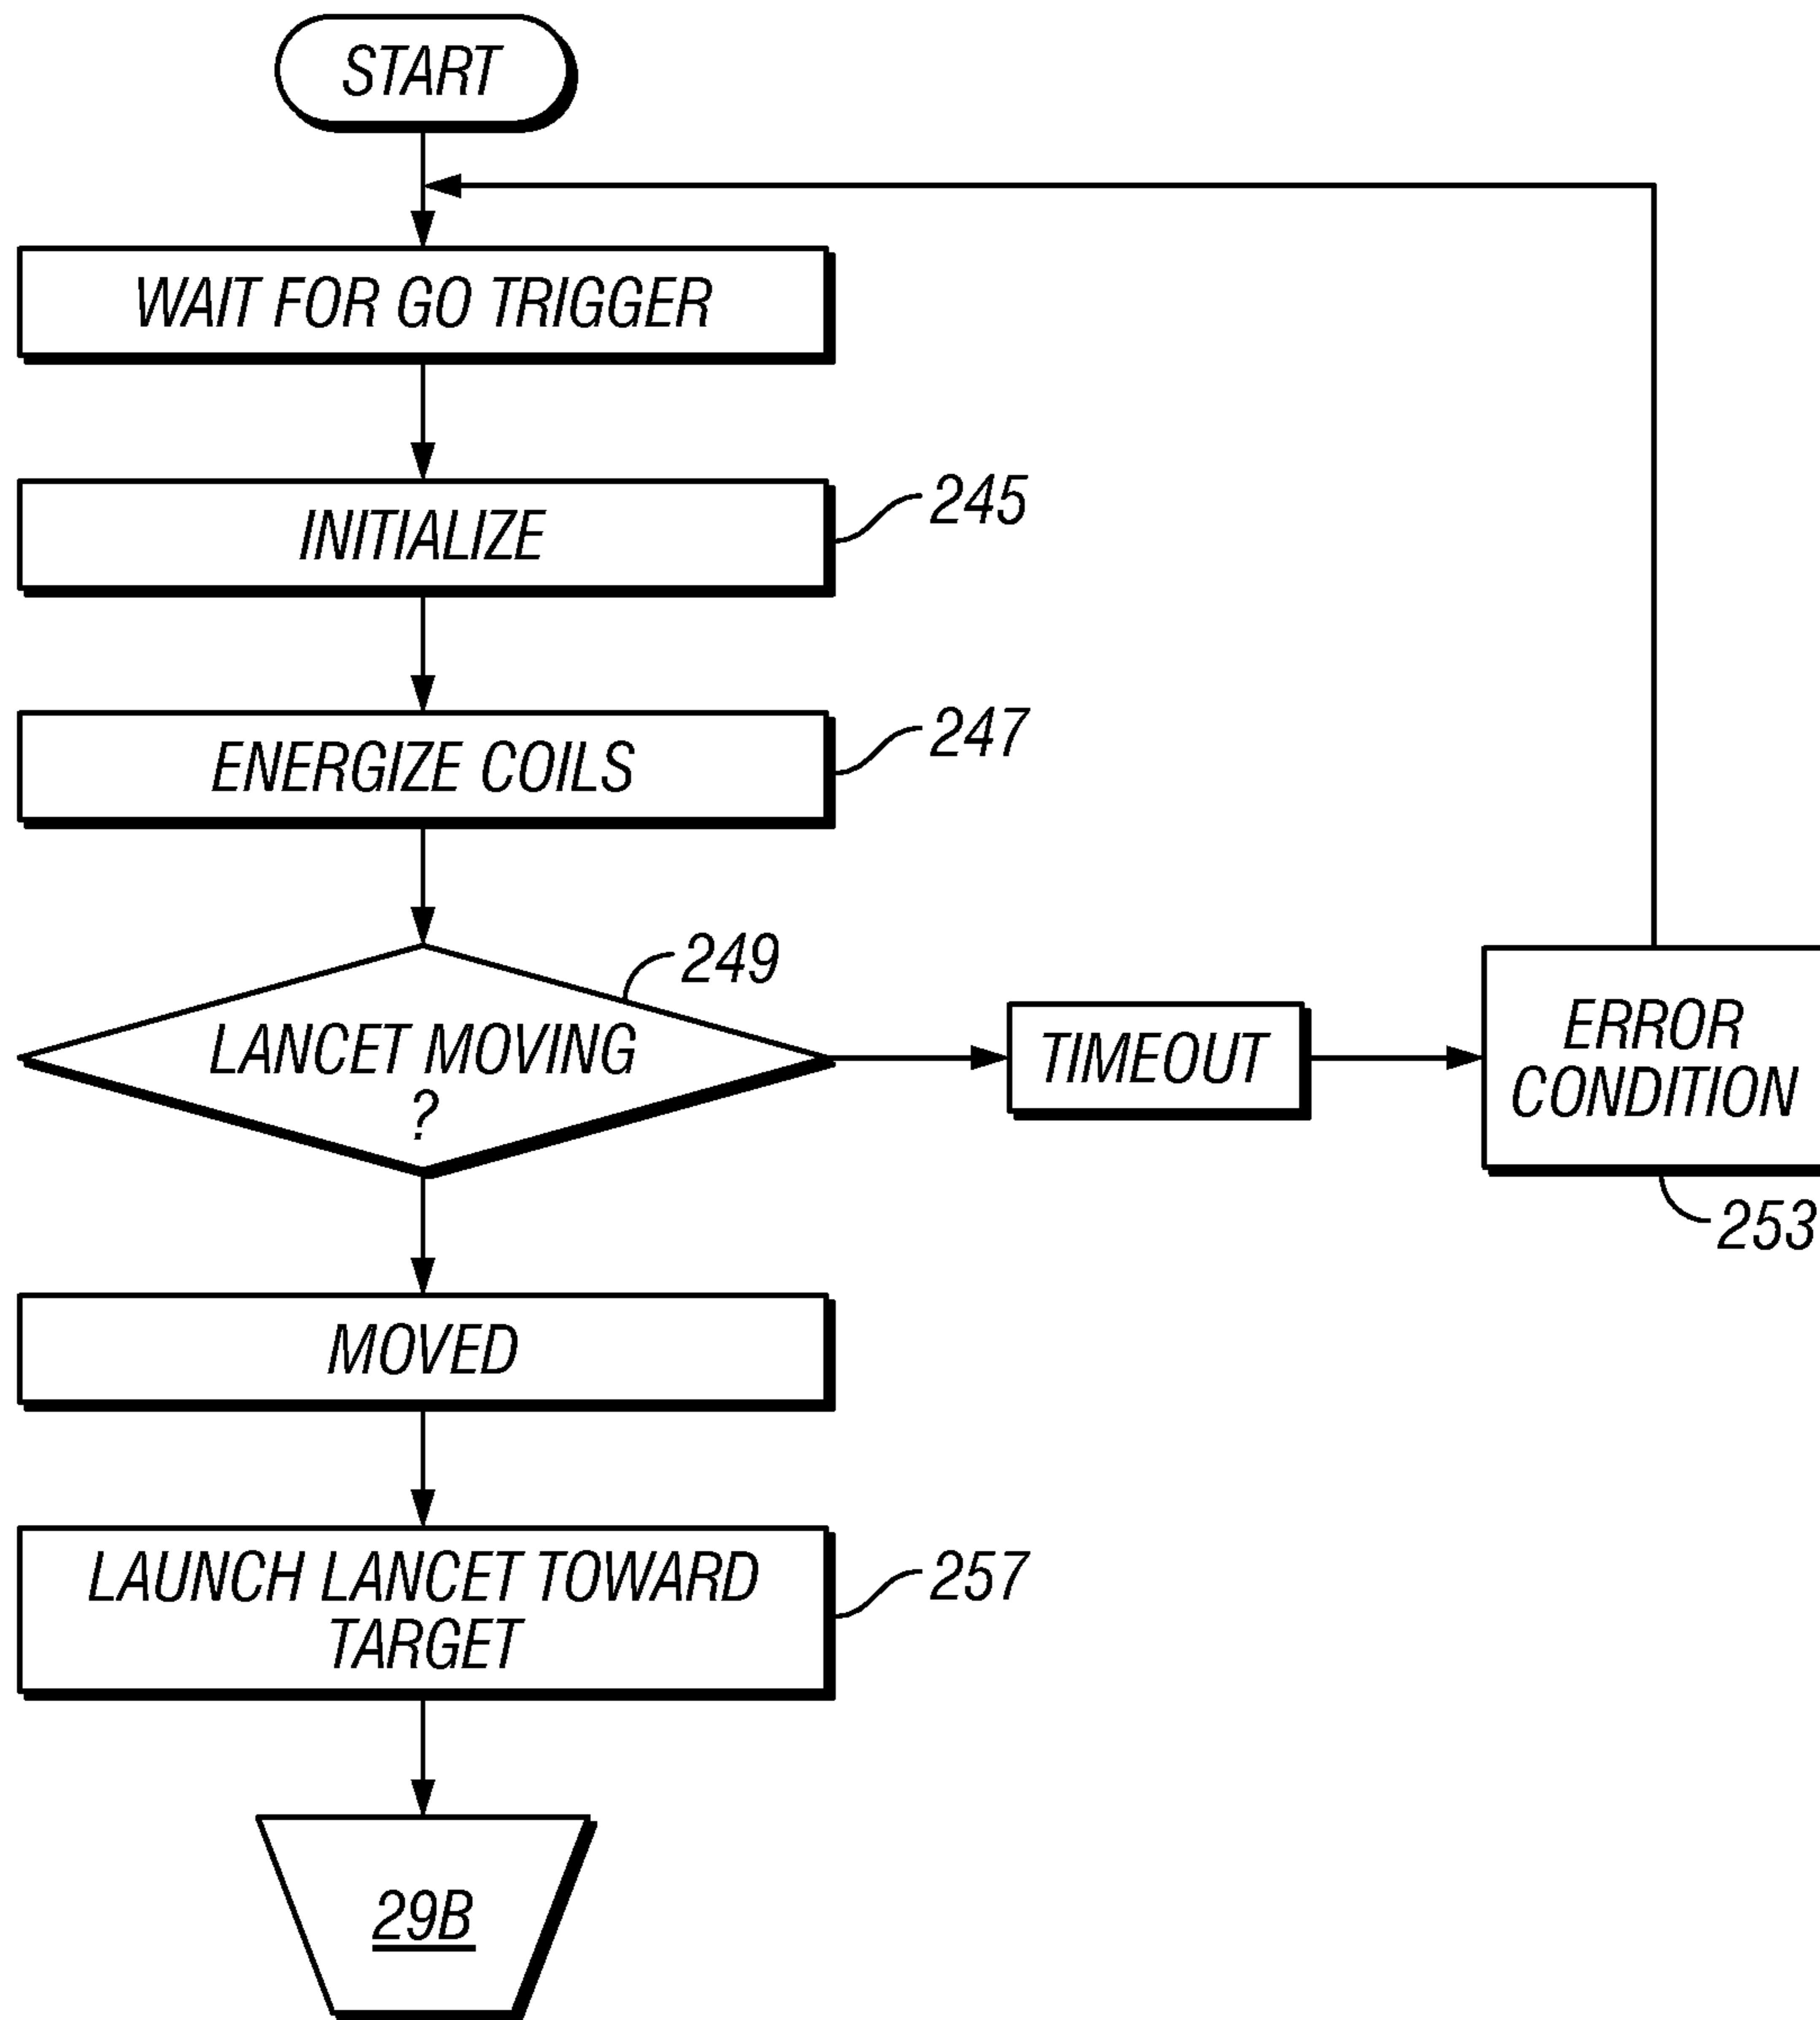 START
WAIT FOR GO TRIGGER
INITIALIZE
245
ENERGIZE COILS
247
249
LANCET MOVING
?
TIMEOUT
ERROR
CONDITION
253
MOVED
LAUNCH LANCET TOWARD
TARGET
257
29B